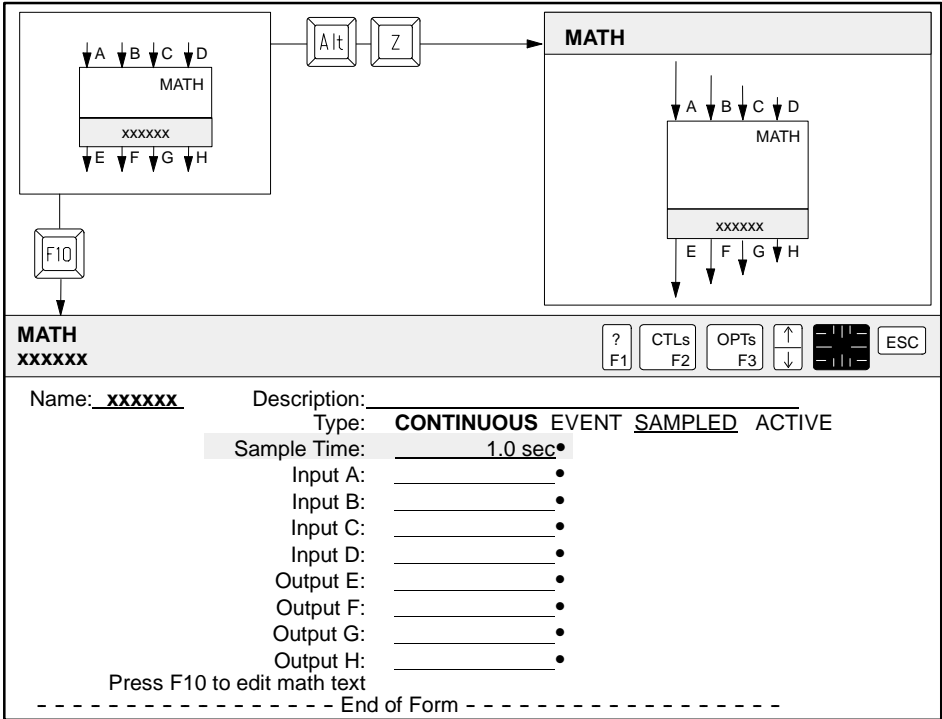 A B C D
MATH
xxxxxx
E F G H
Alt Z
MATH
A B C D
MATH
xxxxxx
E F G H
F10
MATH
xxxxxx
? F1
CTLs F2
OPTs F3
↑ ↓
ESC
Name: xxxxxx Description:
Type: CONTINUOUS EVENT SAMPLED ACTIVE
Sample Time: 1.0 sec•
Input A: •
Input B: •
Input C: •
Input D: •
Output E: •
Output F: •
Output G: •
Output H: •
Press F10 to edit math text
- - - - - - - - - - - - - - - - - - End of Form - - - - - - - - - - - - - - - - - - -